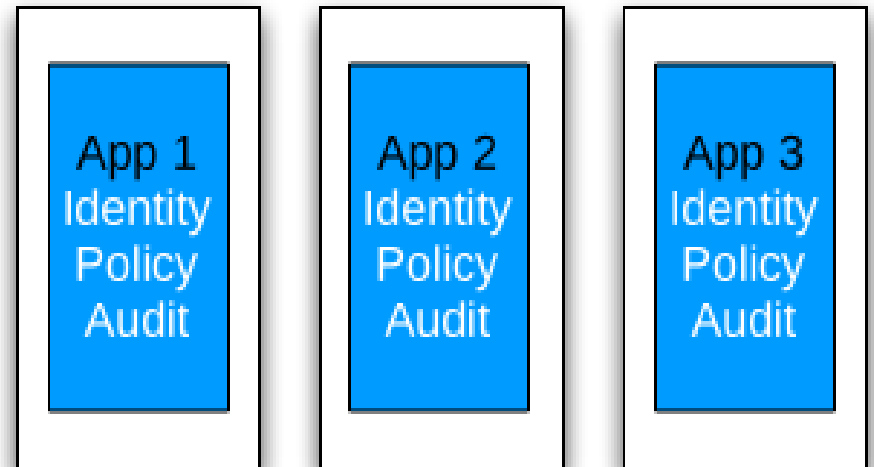 App 1
Identity
Policy
Audit
App 2
Identity
Policy
Audit
App 3
Identity
Policy
Audit